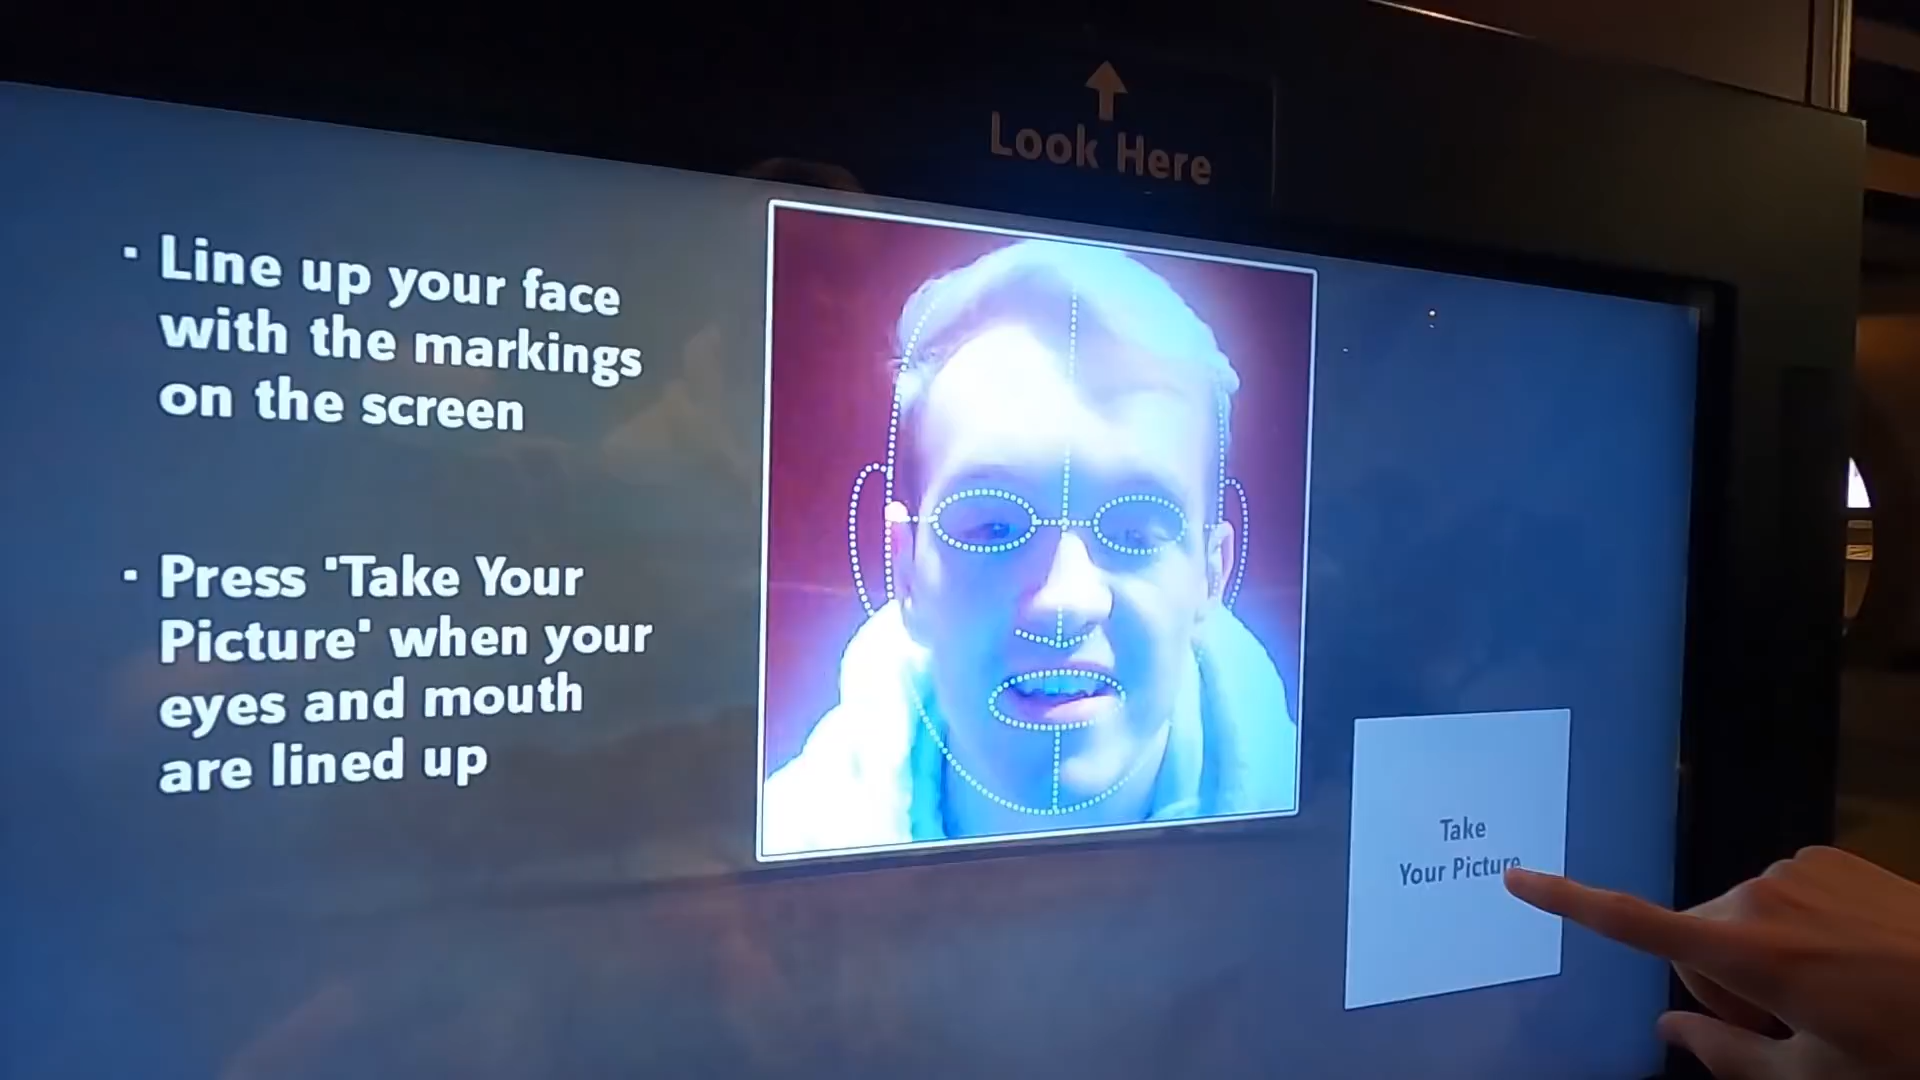 Look Here
· Line up your face
with the markings
on the screen
· Press 'Take Your
Picture' when your
eyes and mouth
are lined up
Take
Your Picture